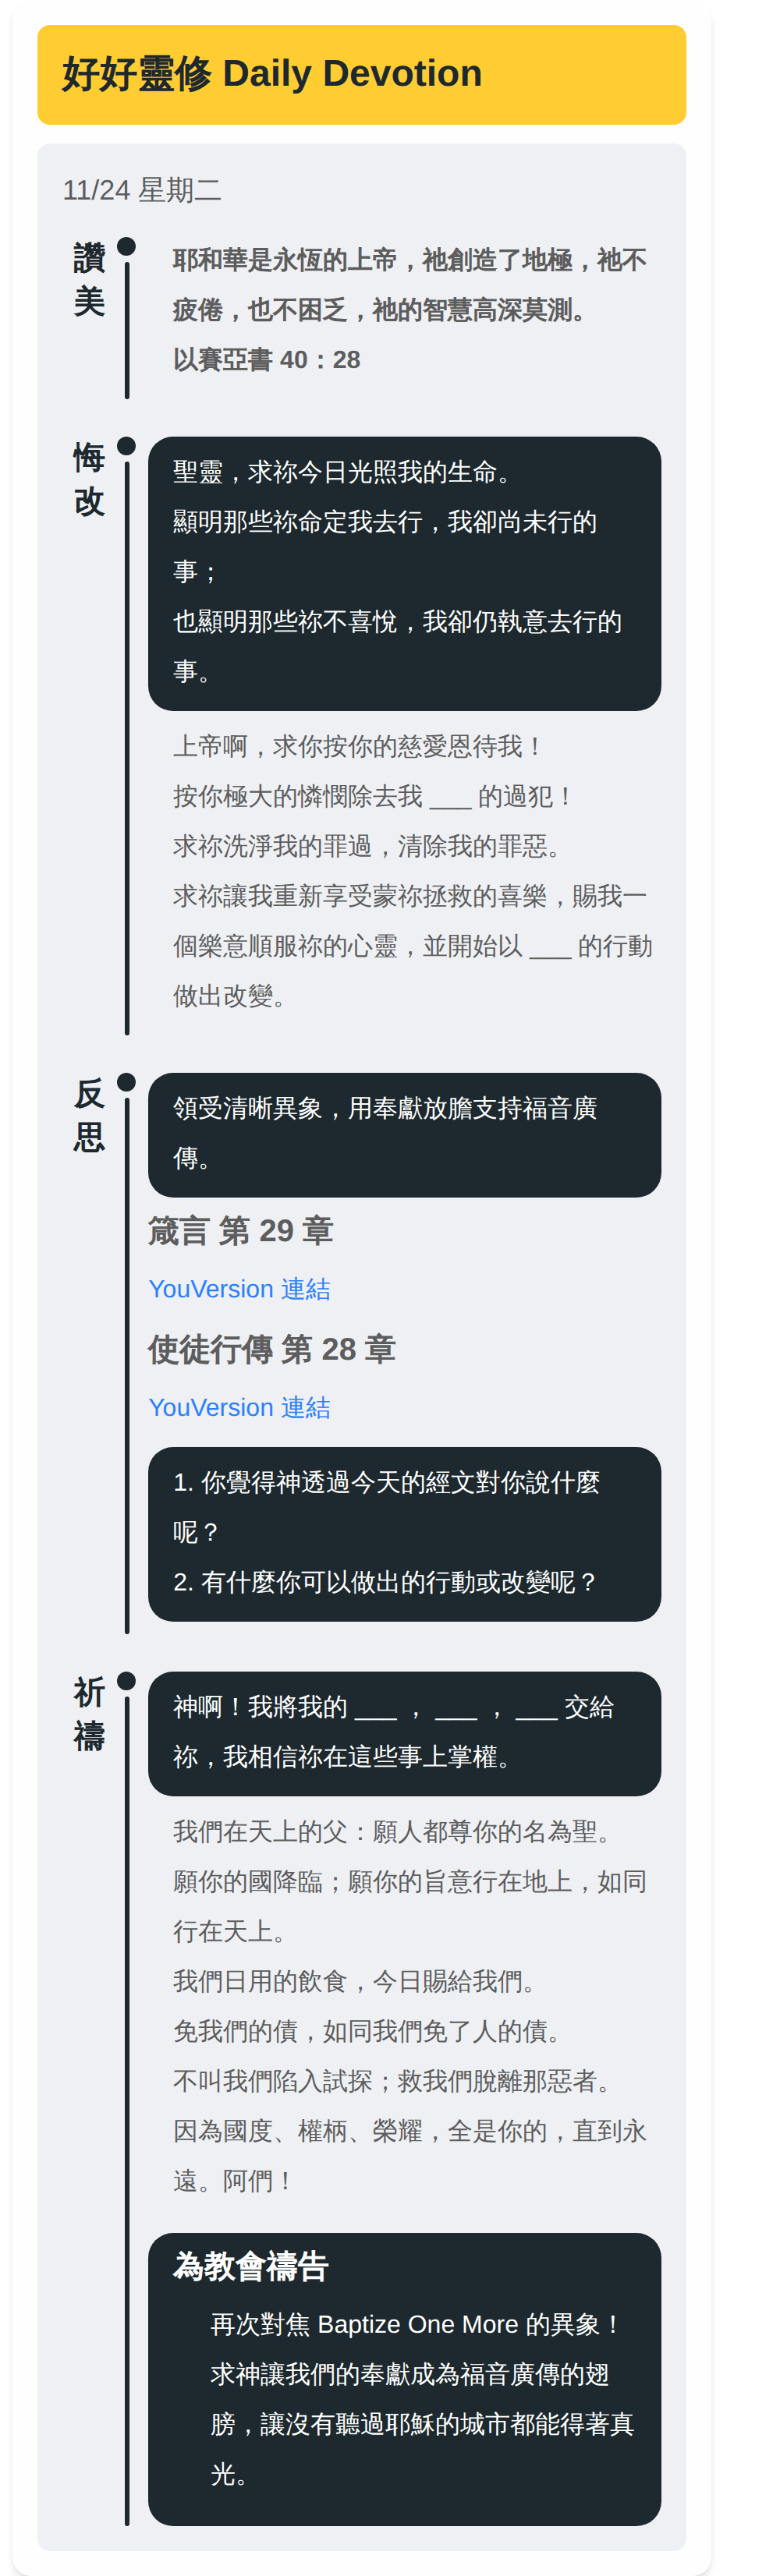 好好靈修 Daily Devotion
11/24 星期二
讚美
耶和華是永恆的上帝，祂創造了地極，祂不
疲倦，也不困乏，祂的智慧高深莫測。
以賽亞書 40：28
悔改
聖靈，求祢今日光照我的生命。
顯明那些祢命定我去行，我卻尚未行的
事；
也顯明那些祢不喜悅，我卻仍執意去行的
事。
上帝啊，求你按你的慈愛恩待我！
按你極大的憐憫除去我 ___ 的過犯！
求祢洗淨我的罪過，清除我的罪惡。
求祢讓我重新享受蒙祢拯救的喜樂，賜我一
個樂意順服祢的心靈，並開始以 ___ 的行動
做出改變。
反思
領受清晰異象，用奉獻放膽支持福音廣
傳。
箴言 第 29 章
YouVersion 連結
使徒行傳 第 28 章
YouVersion 連結
1. 你覺得神透過今天的經文對你說什麼
呢？
2. 有什麼你可以做出的行動或改變呢？
祈禱
神啊！我將我的 ___ ， ___ ， ___ 交給
祢，我相信祢在這些事上掌權。
我們在天上的父：願人都尊你的名為聖。
願你的國降臨；願你的旨意行在地上，如同
行在天上。
我們日用的飲食，今日賜給我們。
免我們的債，如同我們免了人的債。
不叫我們陷入試探；救我們脫離那惡者。
因為國度、權柄、榮耀，全是你的，直到永
遠。阿們！
為教會禱告
再次對焦 Baptize One More 的異象！
求神讓我們的奉獻成為福音廣傳的翅
膀，讓沒有聽過耶穌的城市都能得著真
光。